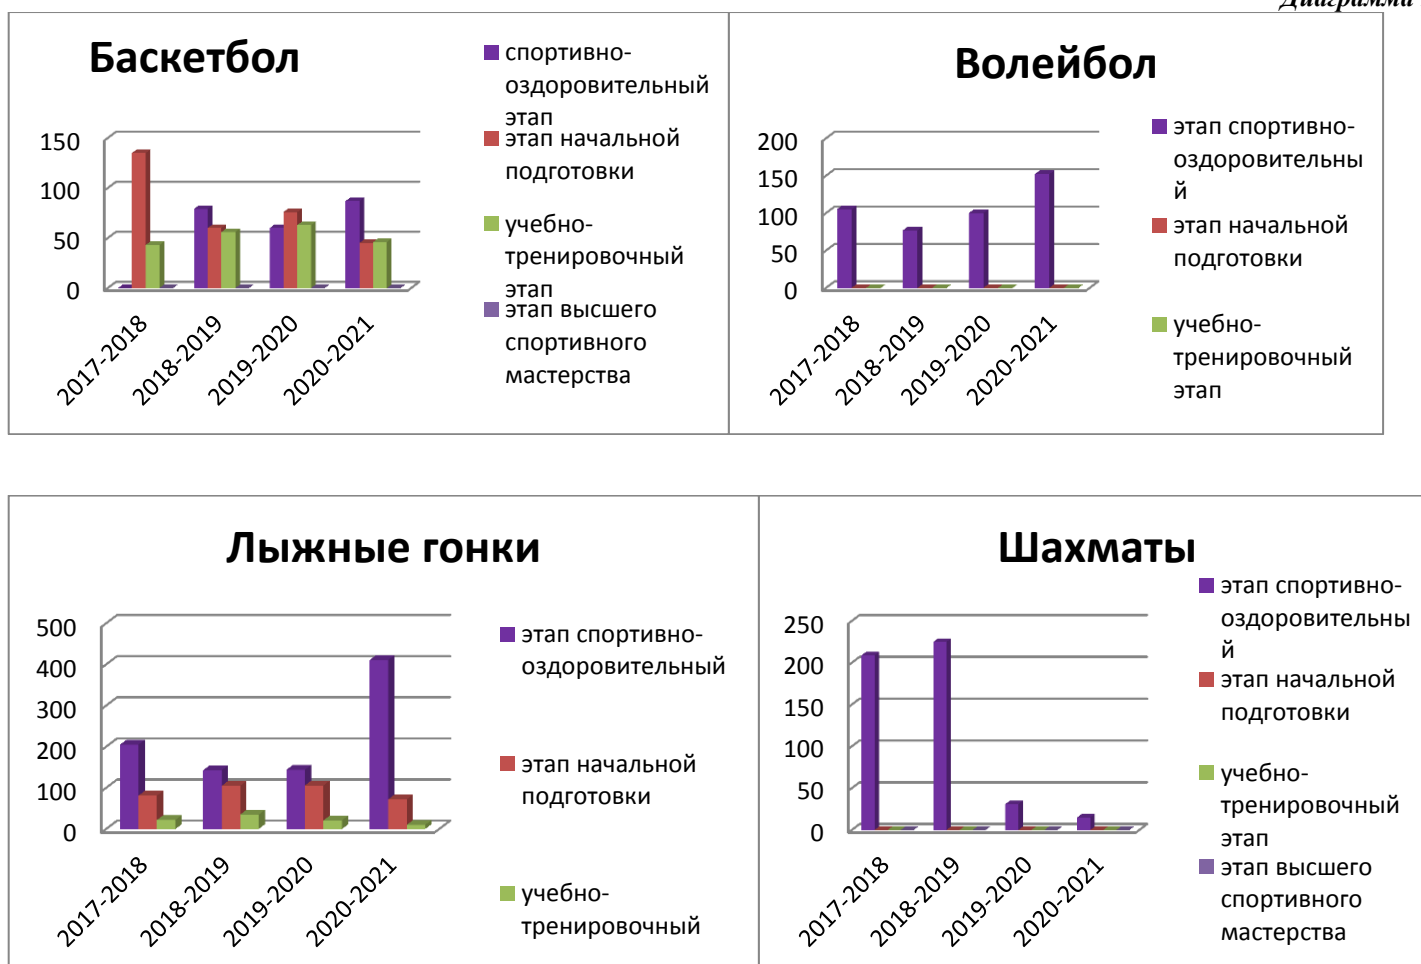 Диаграмма
Баскетбол
150
100
50
0
2017-2018
2018-2019
2019-2020
2020-2021
спортивно-
оздоровительный
этап
этап начальной
подготовки
учебно-
тренировочный
этап
этап высшего
спортивного
мастерства
Волейбол
200
150
100
50
0
2017-2018
2018-2019
2019-2020
2020-2021
этап спортивно-
оздоровительны
й
этап начальной
подготовки
учебно-
тренировочный
этап
Лыжные гонки
500
400
300
200
100
0
2017-2018
2018-2019
2019-2020
2020-2021
этап спортивно-
оздоровительный
этап начальной
подготовки
учебно-
тренировочный
Шахматы
250
200
150
100
50
0
2017-2018
2018-2019
2019-2020
2020-2021
этап спортивно-
оздоровительны
й
этап начальной
подготовки
учебно-
тренировочный
этап
этап высшего
спортивного
мастерства